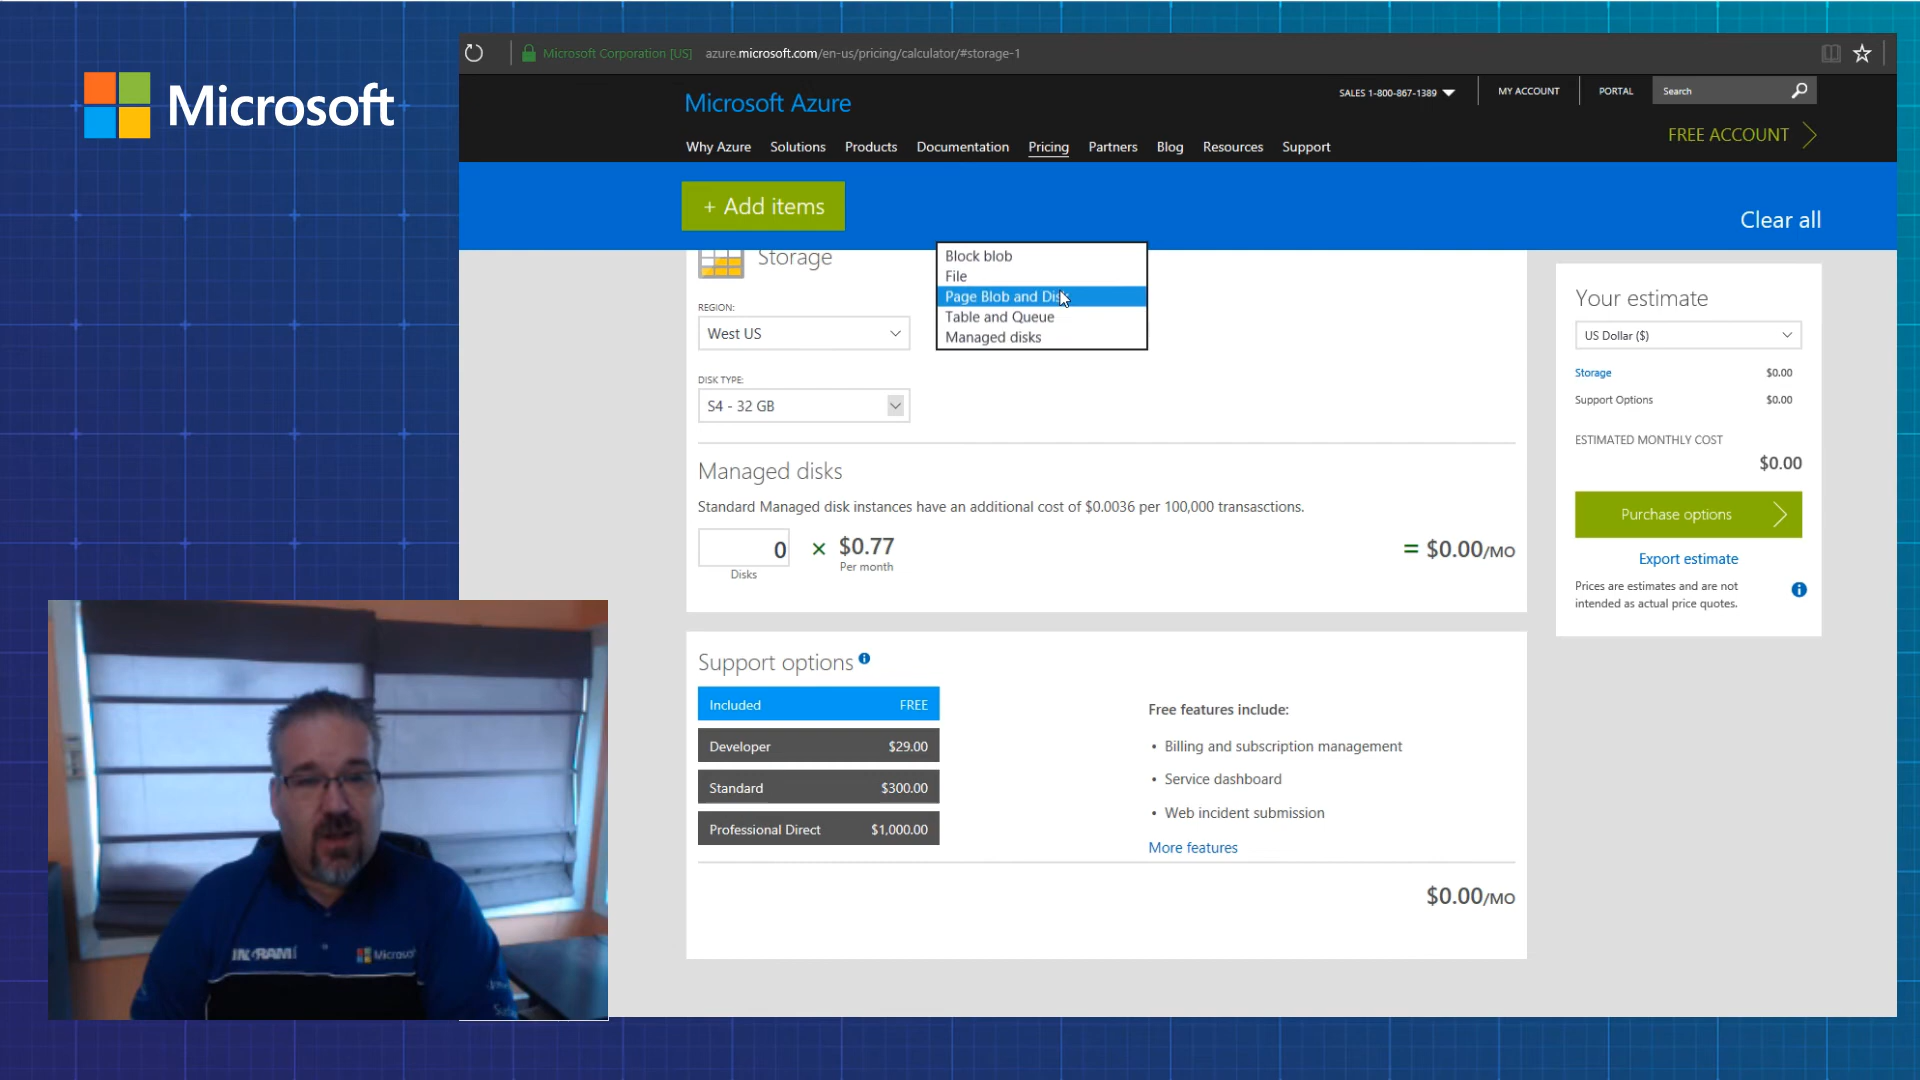 Microsoft
Microsoft Corporation [US] azure.microsoft.com/en-us/pricing/calculator/#storage-1
Microsoft Azure
SALES 1-800-867-1389
MY ACCOUNT
PORTAL
Search
FREE ACCOUNT
Why Azure Solutions Products Documentation Pricing Partners Blog Resources Support
+ Add items
Clear all
Storage
Block blob
File
Page Blob and Disk
Table and Queue
Managed disks
REGION:
West US
DISK TYPE:
S4 - 32 GB
Managed disks
Standard Managed disk instances have an additional cost of $0.0036 per 100,000 transasctions.
0 × $0.77 = $0.00/MO
Disks Per month
Support options
Included FREE
Developer $29.00
Standard $300.00
Professional Direct $1,000.00
Free features include:
• Billing and subscription management
• Service dashboard
• Web incident submission
More features
$0.00/MO
Your estimate
US Dollar ($)
Storage $0.00
Support Options $0.00
ESTIMATED MONTHLY COST
$0.00
Purchase options
Export estimate
Prices are estimates and are not
intended as actual price quotes.
INGRAM
Microsoft